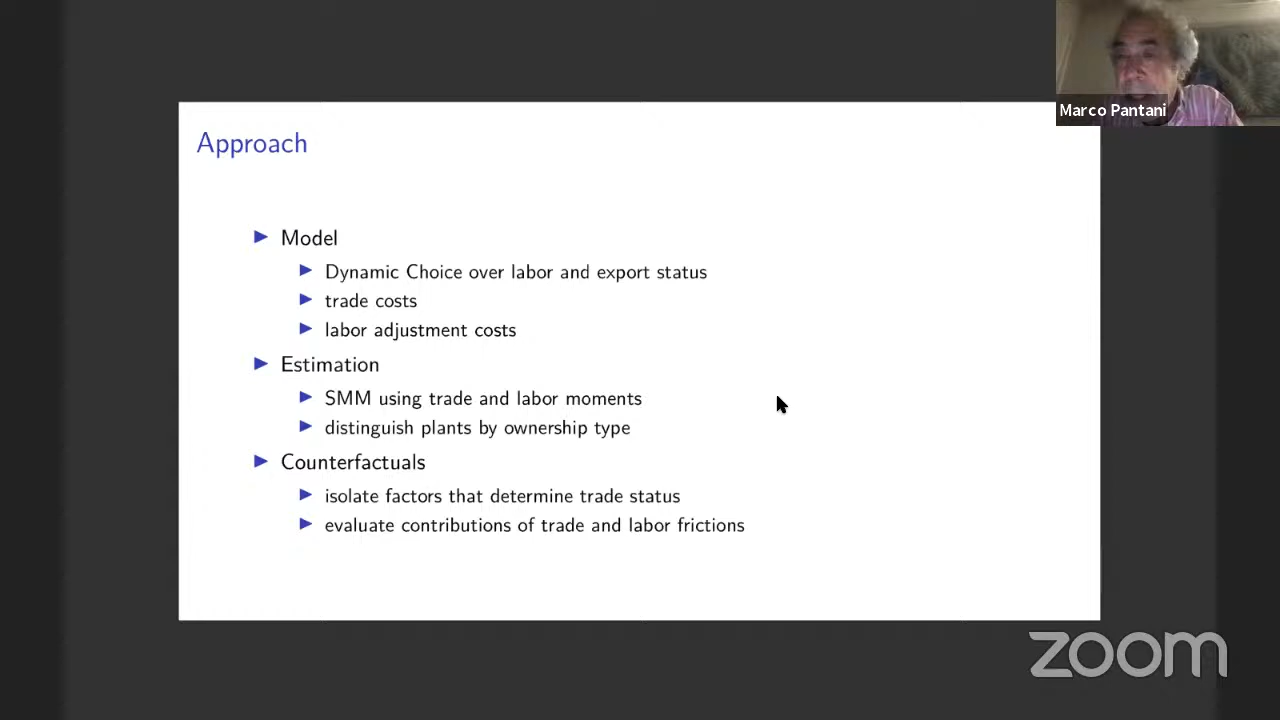 Marco Pantani
Approach
Model
Dynamic Choice over labor and export status
trade costs
labor adjustment costs
Estimation
SMM using trade and labor moments
distinguish plants by ownership type
Counterfactuals
isolate factors that determine trade status
evaluate contributions of trade and labor frictions
zoom